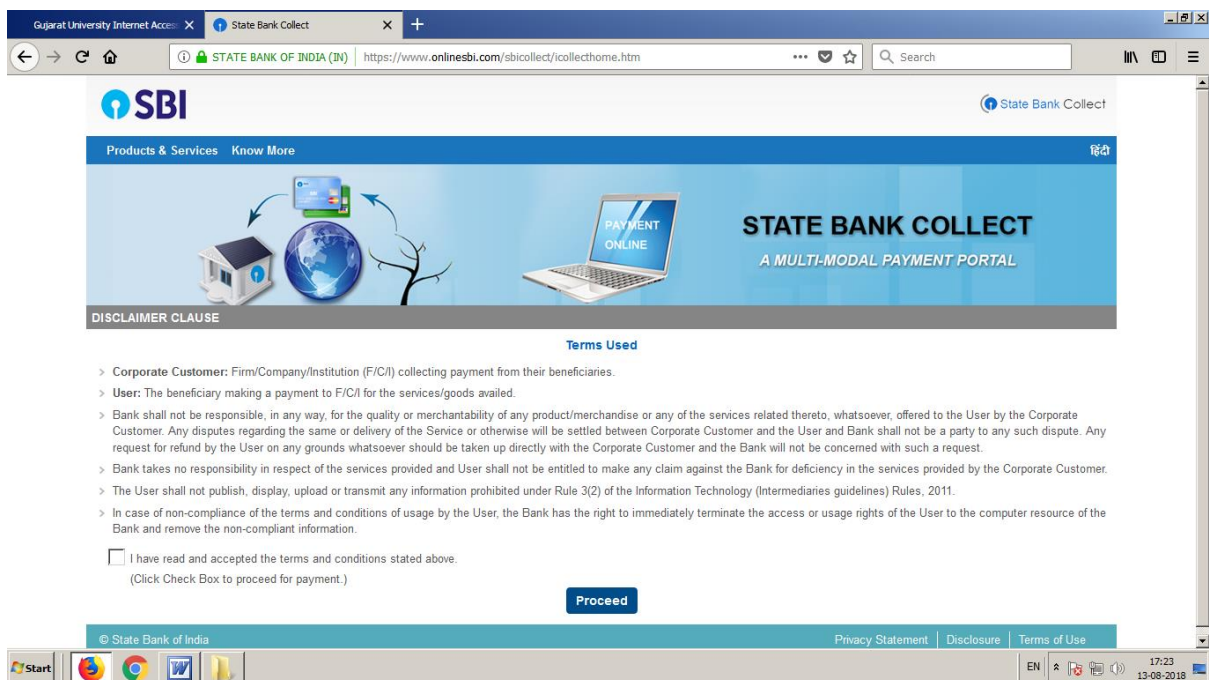 Gujarat University Internet Acces
State Bank Collect
STATE BANK OF INDIA (IN)
https://www.onlinesbi.com/sbicollect/icollecthome.htm
Search
SBI
State Bank Collect
Products & Services Know More
हिंदी
PAYMENT
ONLINE
STATE BANK COLLECT
A MULTI-MODAL PAYMENT PORTAL
DISCLAIMER CLAUSE
Terms Used
Corporate Customer: Firm/Company/Institution (F/C/I) collecting payment from their beneficiaries.
User: The beneficiary making a payment to F/C/I for the services/goods availed.
Bank shall not be responsible, in any way, for the quality or merchantability of any product/merchandise or any of the services related thereto, whatsoever, offered to the User by the Corporate
Customer. Any disputes regarding the same or delivery of the Service or otherwise will be settled between Corporate Customer and the User and Bank shall not be a party to any such dispute. Any
request for refund by the User on any grounds whatsoever should be taken up directly with the Corporate Customer and the Bank will not be concerned with such a request.
Bank takes no responsibility in respect of the services provided and User shall not be entitled to make any claim against the Bank for deficiency in the services provided by the Corporate Customer.
The User shall not publish, display, upload or transmit any information prohibited under Rule 3(2) of the Information Technology (Intermediaries guidelines) Rules, 2011.
In case of non-compliance of the terms and conditions of usage by the User, the Bank has the right to immediately terminate the access or usage rights of the User to the computer resource of the
Bank and remove the non-compliant information.
I have read and accepted the terms and conditions stated above.
(Click Check Box to proceed for payment.)
Proceed
© State Bank of India
Privacy Statement | Disclosure | Terms of Use
Start
EN
17:23
13-08-2018